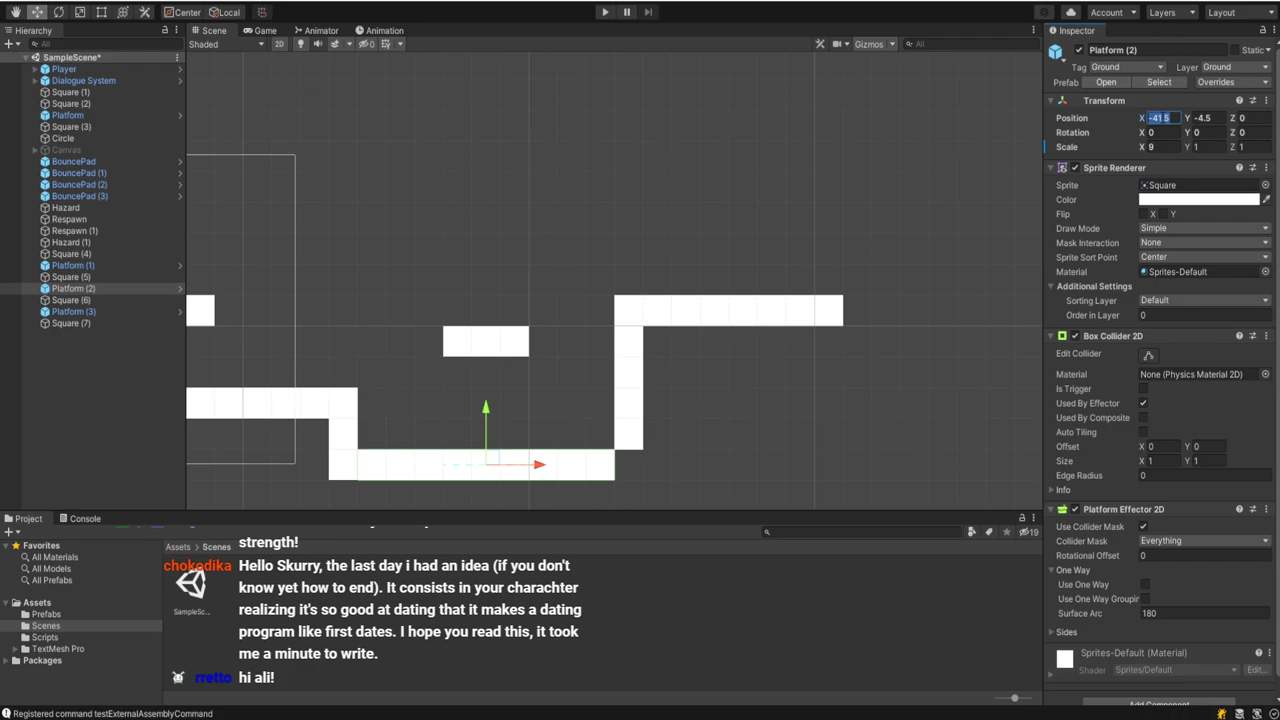 Center
Local
Account
Layers
Layout
Hierarchy
Scene
Game
Animator
Animation
Inspector
All
Shaded
2D
0
Gizmos
All
SampleScene*
Player
Dialogue System
Square (1)
Square (2)
Platform
Square (3)
Circle
Canvas
BouncePad
BouncePad (1)
BouncePad (2)
BouncePad (3)
Hazard
Respawn
Respawn (1)
Hazard (1)
Square (4)
Platform (1)
Square (5)
Platform (2)
Square (6)
Platform (3)
Square (7)
Platform (2) Static
Tag Ground Layer Ground
Prefab Open Select Overrides
Transform
Position X -41.5 Y -4.5 Z 0
Rotation X 0 Y 0 Z 0
Scale X 9 Y 1 Z 1
Sprite Renderer
Sprite Square
Color
Flip X Y
Draw Mode Simple
Mask Interaction None
Sprite Sort Point Center
Material Sprites-Default
Additional Settings
Sorting Layer Default
Order in Layer 0
Box Collider 2D
Edit Collider
Material None (Physics Material 2D)
Is Trigger
Used By Effector
Used By Composite
Auto Tiling
Offset X 0 Y 0
Size X 1 Y 1
Edge Radius 0
Info
Platform Effector 2D
Use Collider Mask
Collider Mask Everything
Rotational Offset 0
One Way
Use One Way
Use One Way Groupin
Surface Arc 180
Sides
Sprites-Default (Material)
Shader Sprites/Default Edit...
Add Component
Project
Console
19
Favorites
All Materials
All Models
All Prefabs
Assets
Prefabs
Scenes
Scripts
TextMesh Pro
Packages
Assets > Scenes
SampleSc...
strength!
chokodika Hello Skurry, the last day i had an idea (if you don't
know yet how to end). It consists in your charachter
realizing it's so good at dating that it makes a dating
program like first dates. I hope you read this, it took
me a minute to write.
rretto hi ali!
Registered command testExternalAssemblyCommand